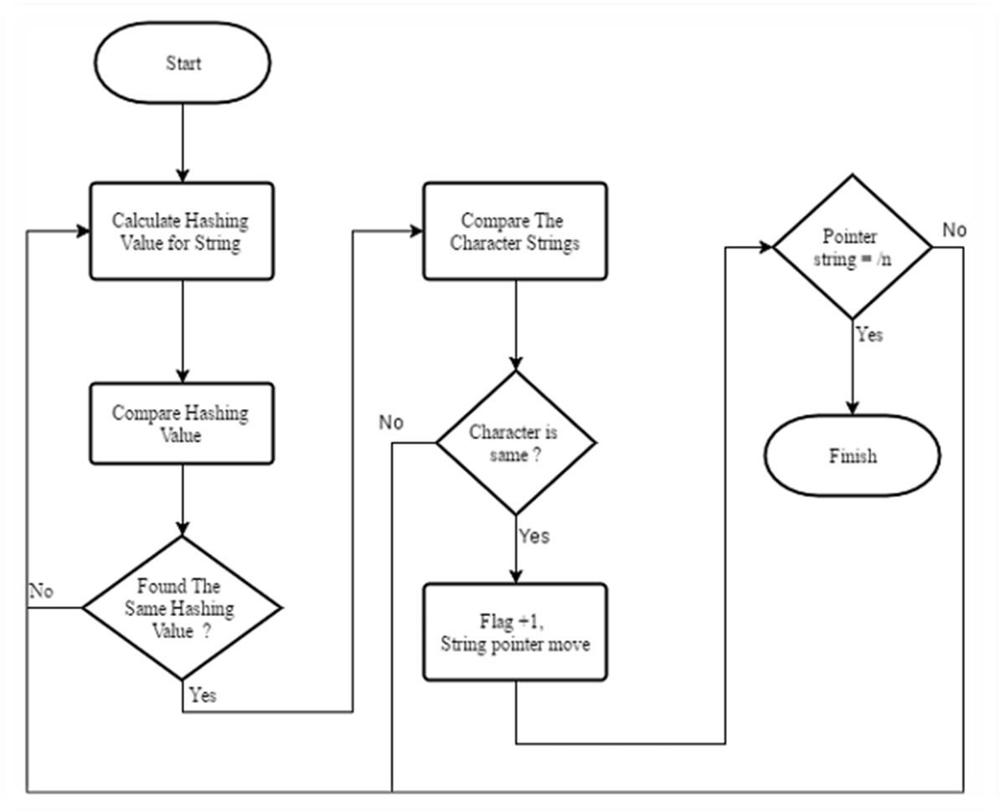 Start
Calculate Hashing
Value for String
Compare Hashing
Value
Found The
Same Hashing
Value ?
No
Yes
Compare The
Character Strings
Character is
same ?
No
Yes
Flag +1,
String pointer move
Pointer
string = /n
No
Yes
Finish